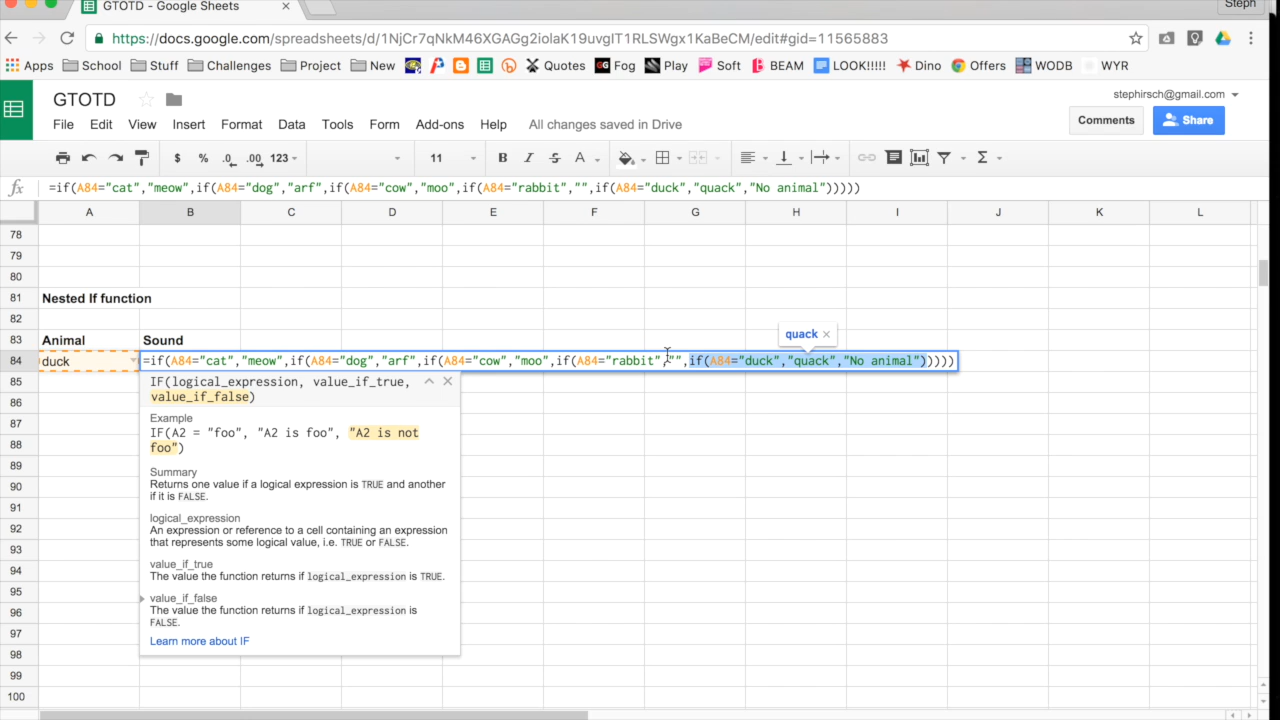 GTOTD - Google Sheets
Steph
https://docs.google.com/spreadsheets/d/1NjCr7qNkM46XGAGg2iolaK19uvgIT1RLSWgx1KaBeCM/edit#gid=11565883
Apps School Stuff Challenges Project New Quotes GG Fog Play Soft BEAM LOOK!!!!! Dino Offers WODB WYR
GTOTD
stephirsch@gmail.com
File Edit View Insert Format Data Tools Form Add-ons Help All changes saved in Drive
Comments Share
$ % .0 .00 123 11 B I S A
fx =if(A84="cat","meow",if(A84="dog","arf",if(A84="cow","moo",if(A84="rabbit","",if(A84="duck","quack","No animal")))))
A B C D E F G H I J K L
78
79
80
81 Nested If function
82
quack ×
83 Animal Sound
84 duck =if(A84="cat","meow",if(A84="dog","arf",if(A84="cow","moo",if(A84="rabbit","",if(A84="duck","quack","No animal")))))
85 IF(logical_expression, value_if_true,
86 value_if_false)
87 Example
88 IF(A2 = "foo", "A2 is foo", "A2 is not
foo")
89 Summary
90 Returns one value if a logical expression is TRUE and another
if it is FALSE.
91
92 logical_expression
An expression or reference to a cell containing an expression
93 that represents some logical value, i.e. TRUE or FALSE.
94 value_if_true
The value the function returns if logical_expression is TRUE.
95 value_if_false
96 The value the function returns if logical_expression is
FALSE.
97 Learn more about IF
98
99
100